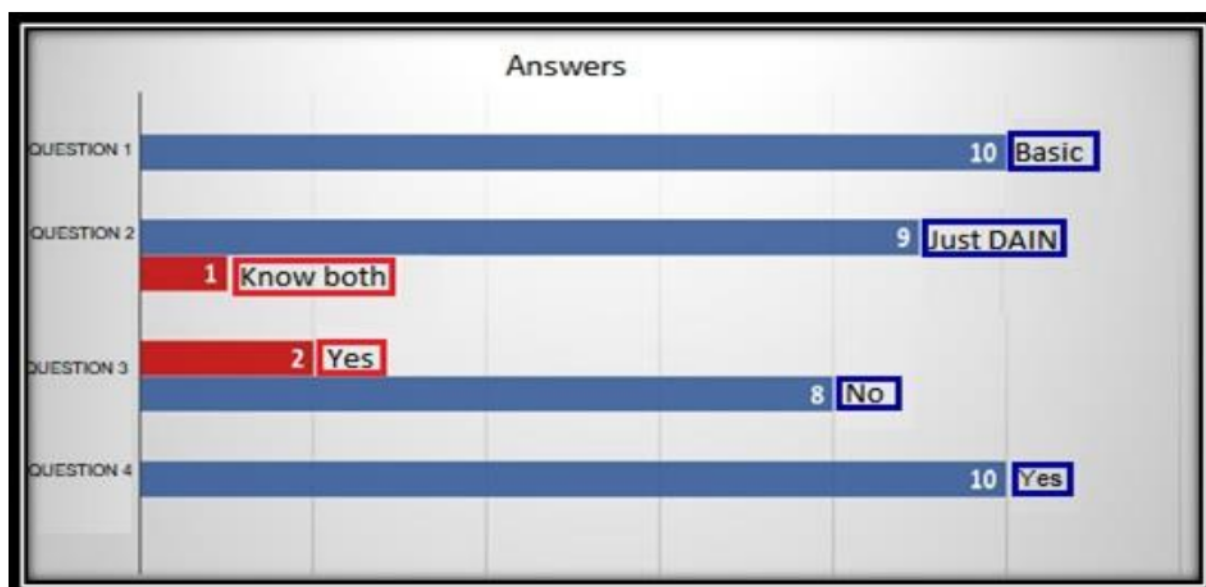 Answers
QUESTION 1
10 Basic
QUESTION 2
9 Just DAIN
1 Know both
2 Yes
QUESTION 3
8 No
QUESTION 4
10 Yes